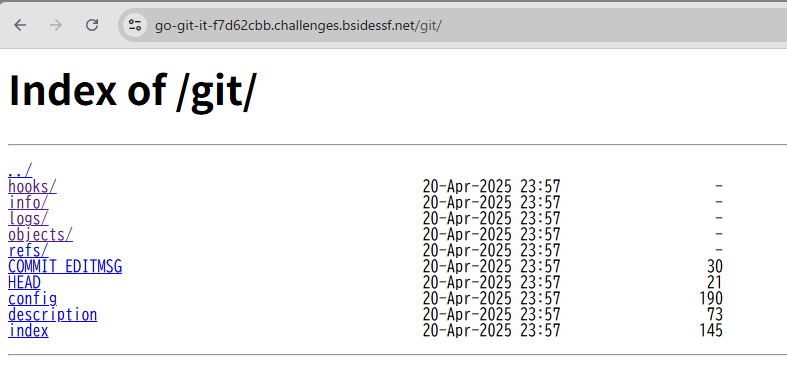 go-git-it-f7d62cbb.challenges.bsidessf.net/git/
Index of /git/
../
hooks/ 20-Apr-2025 23:57 -
info/ 20-Apr-2025 23:57 -
logs/ 20-Apr-2025 23:57 -
objects/ 20-Apr-2025 23:57 -
refs/ 20-Apr-2025 23:57 -
COMMIT_EDITMSG 20-Apr-2025 23:57 30
HEAD 20-Apr-2025 23:57 21
config 20-Apr-2025 23:57 190
description 20-Apr-2025 23:57 73
index 20-Apr-2025 23:57 145